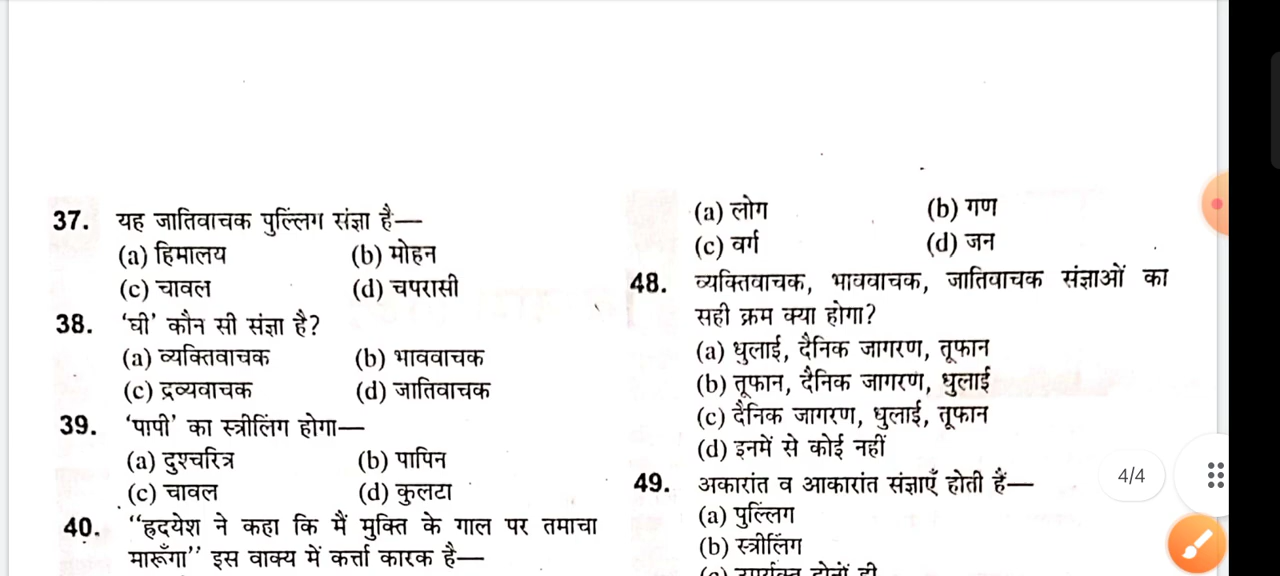 37. यह जातिवाचक पुल्लिंग संज्ञा है—
(a) हिमालय (b) मोहन
(c) चावल (d) चपरासी
38. ‘घी’ कौन सी संज्ञा है?
(a) व्यक्तिवाचक (b) भाववाचक
(c) द्रव्यवाचक (d) जातिवाचक
39. ‘पापी’ का स्त्रीलिंग होगा—
(a) दुश्चरित्र (b) पापिन
(c) चावल (d) कुलटा
40. “ह्रदयेश ने कहा कि मैं मुक्ति के गाल पर तमाचा
मारूँगा” इस वाक्य में कर्त्ता कारक है—
(a) लोग (b) गण
(c) वर्ग (d) जन
48. व्यक्तिवाचक, भाववाचक, जातिवाचक संज्ञाओं का
सही क्रम क्या होगा?
(a) धुलाई, दैनिक जागरण, तूफान
(b) तूफान, दैनिक जागरण, धुलाई
(c) दैनिक जागरण, धुलाई, तूफान
(d) इनमें से कोई नहीं
49. अकारांत व आकारांत संज्ञाएँ होती हैं—
(a) पुल्लिंग
(b) स्त्रीलिंग
(c) उपर्युक्त दोनों ही
4/4